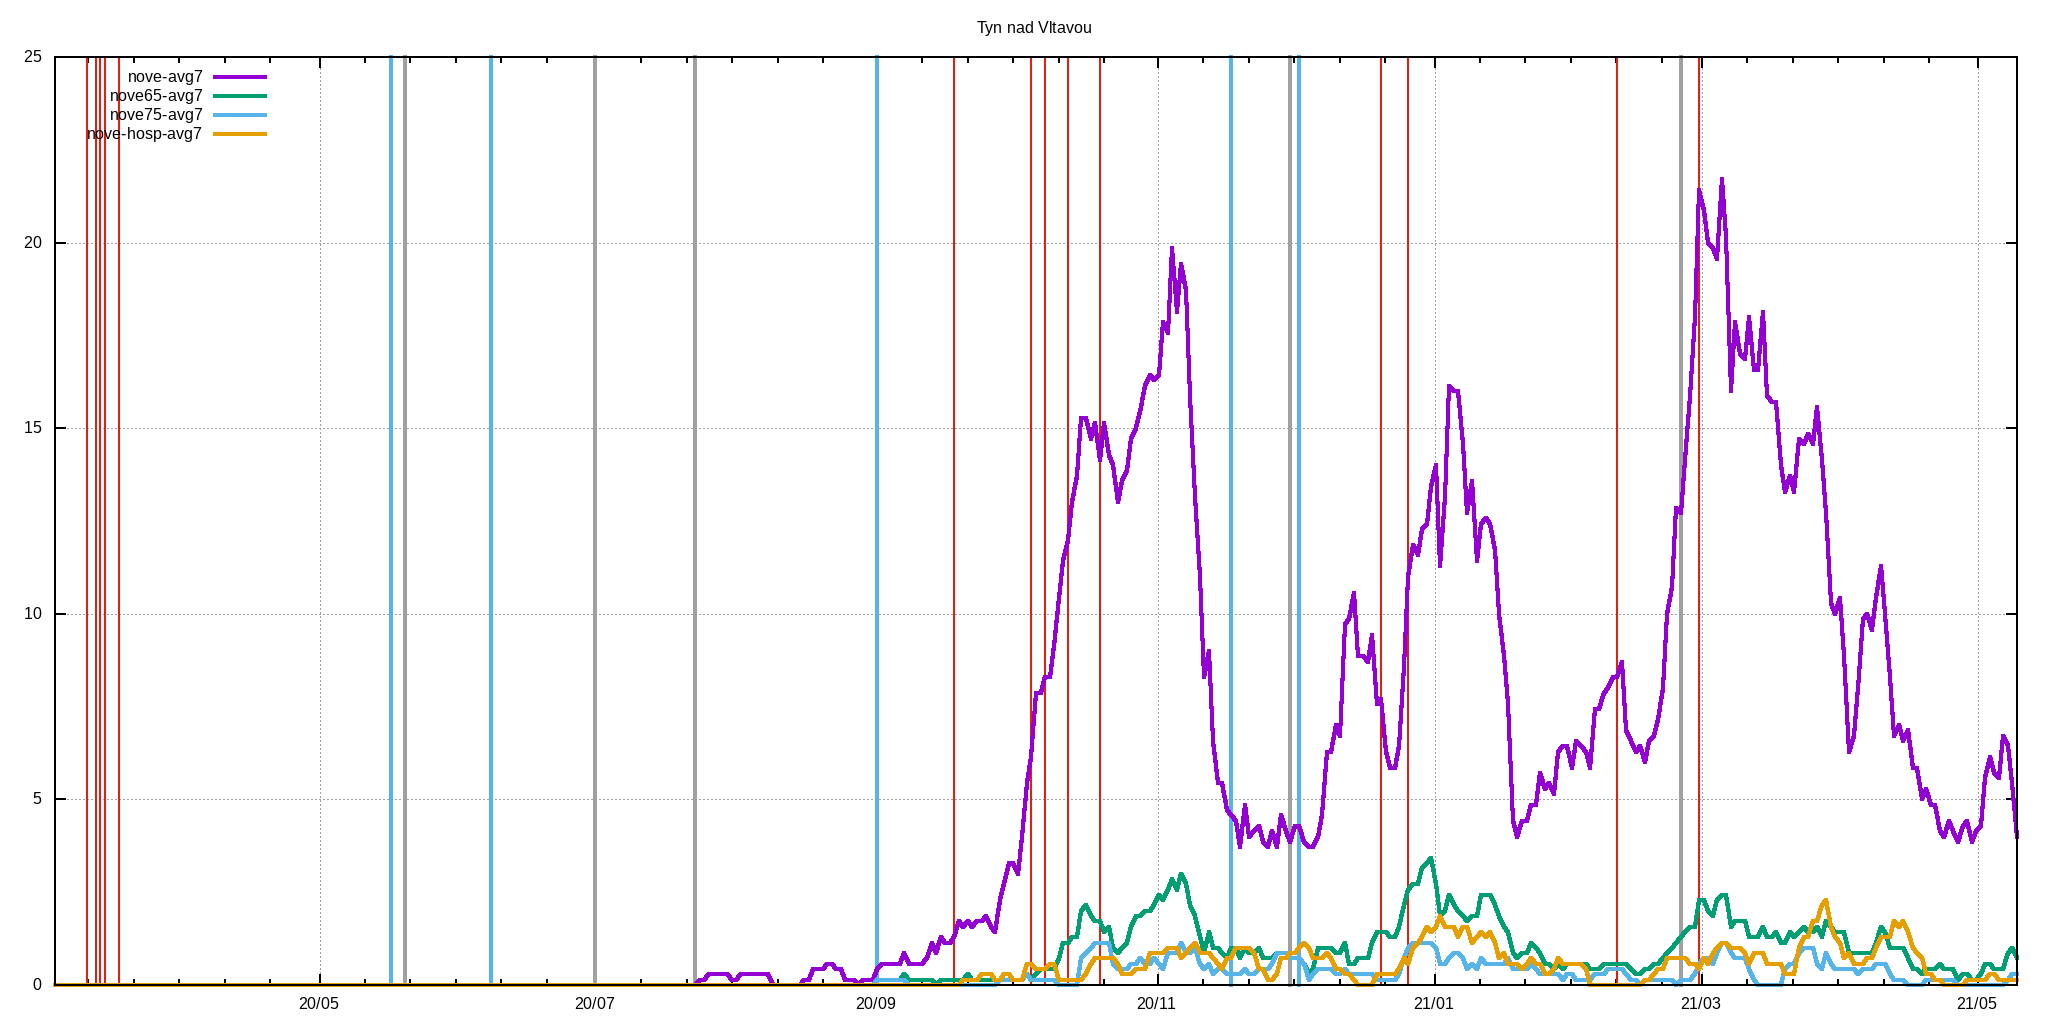 Tyn nad Vltavou
nove-avg7
nove65-avg7
nove75-avg7
nove-hosp-avg7
25
20
15
10
5
0
20/05 20/07 20/09 20/11 21/01 21/03 21/05